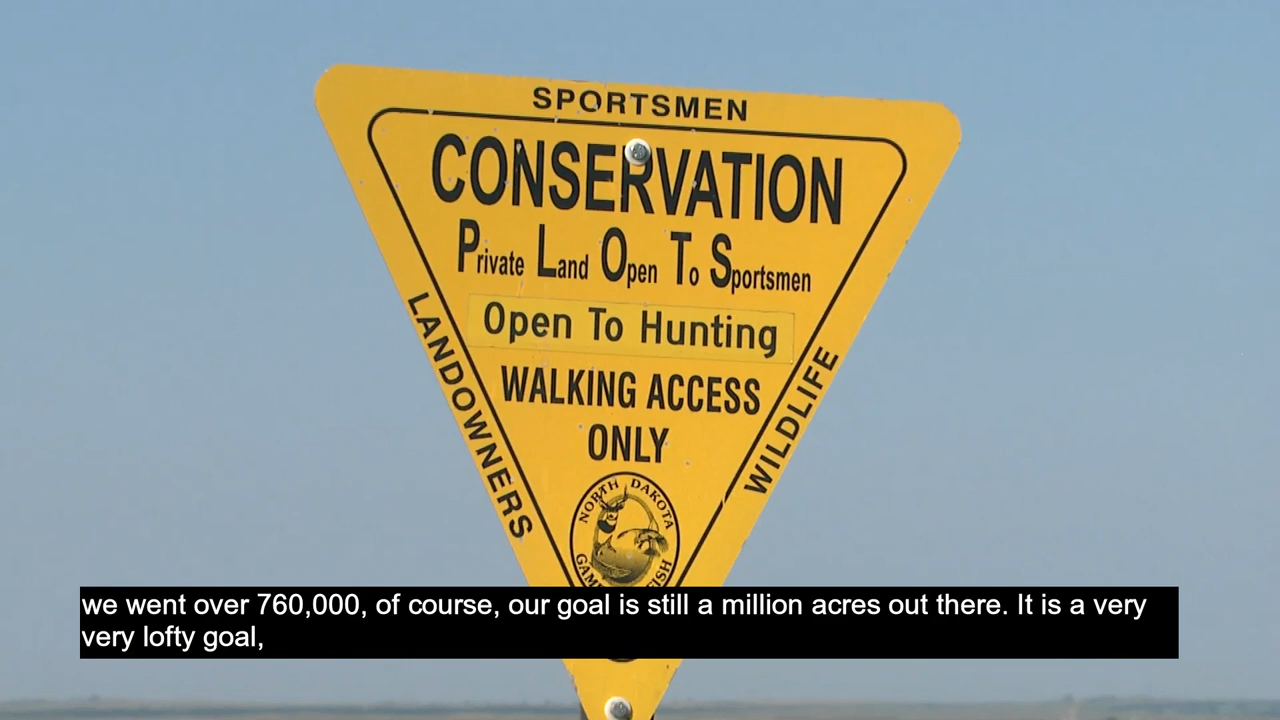 SPORTSMEN
CONSERVATION
Private Land Open To Sportsmen
Open To Hunting
WALKING ACCESS
ONLY
LANDOWNERS
WILDLIFE
NORTH DAKOTA
we went over 760,000, of course, our goal is still a million acres out there. It is a very
very lofty goal,